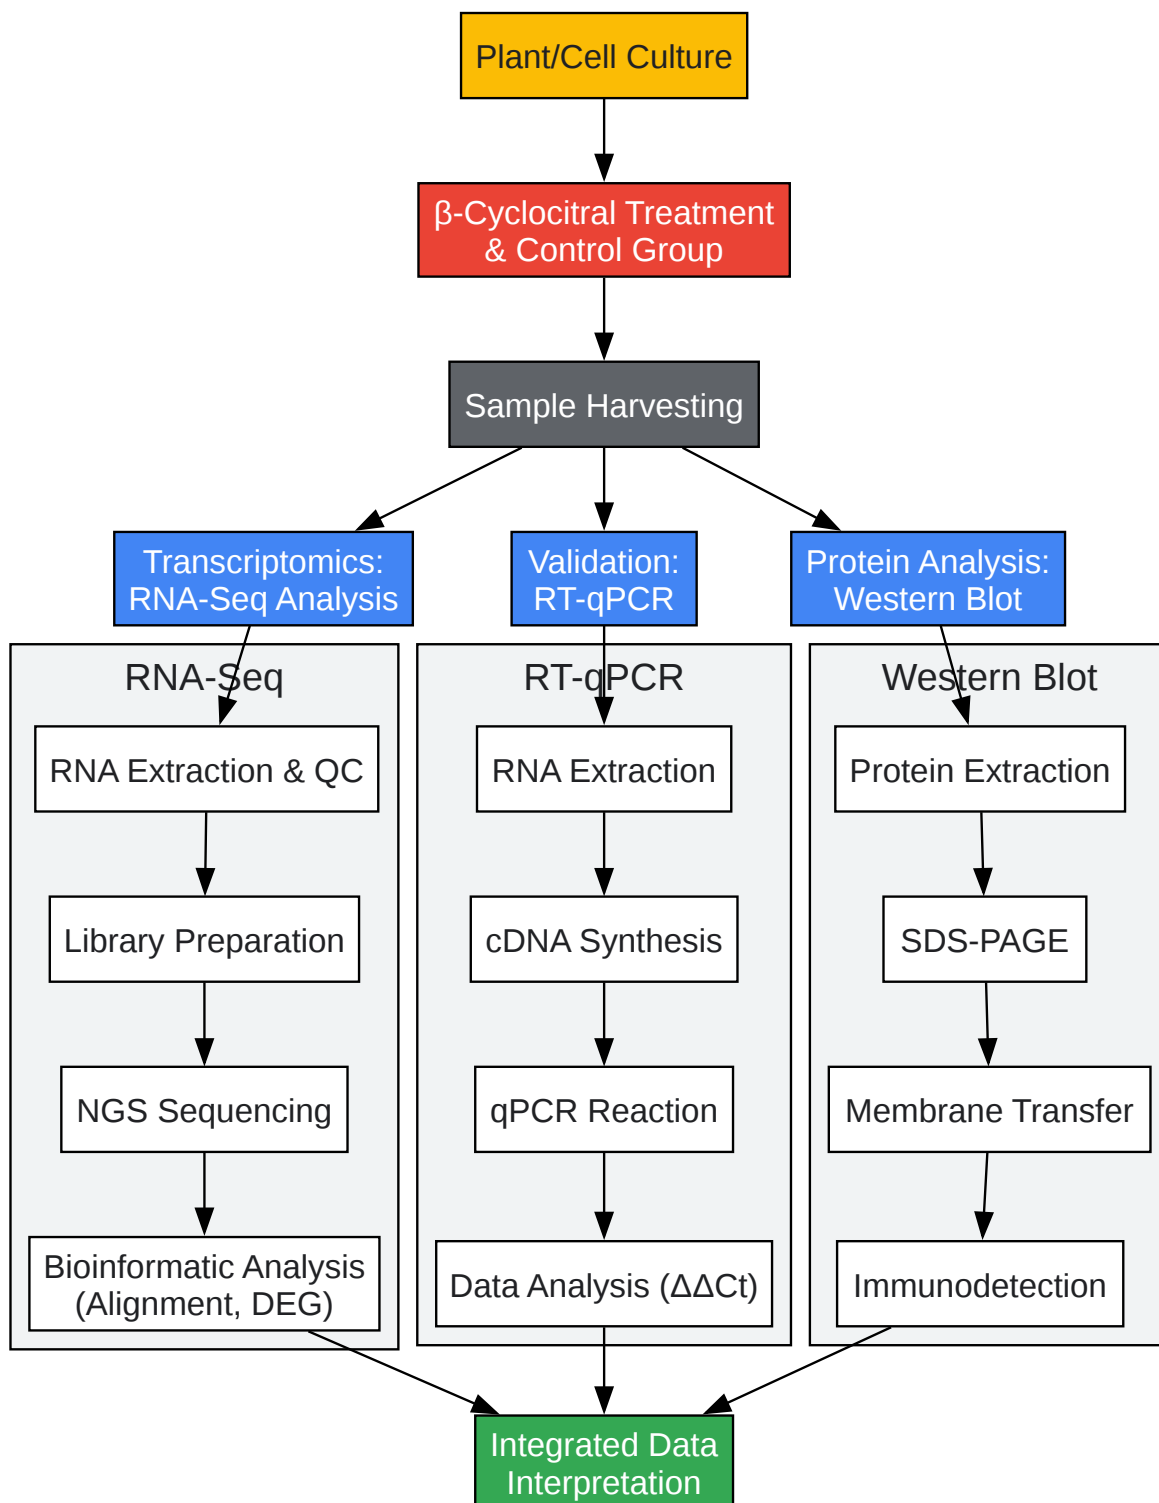 Plant/Cell Culture
β-Cyclocitral Treatment
& Control Group
Sample Harvesting
Transcriptomics:
RNA-Seq Analysis
Validation:
RT-qPCR
Protein Analysis:
Western Blot
RNA-Seq
RNA Extraction & QC
Library Preparation
NGS Sequencing
Bioinformatic Analysis
(Alignment, DEG)
RT-qPCR
RNA Extraction
cDNA Synthesis
qPCR Reaction
Data Analysis (ΔΔCt)
Western Blot
Protein Extraction
SDS-PAGE
Membrane Transfer
Immunodetection
Integrated Data
Interpretation